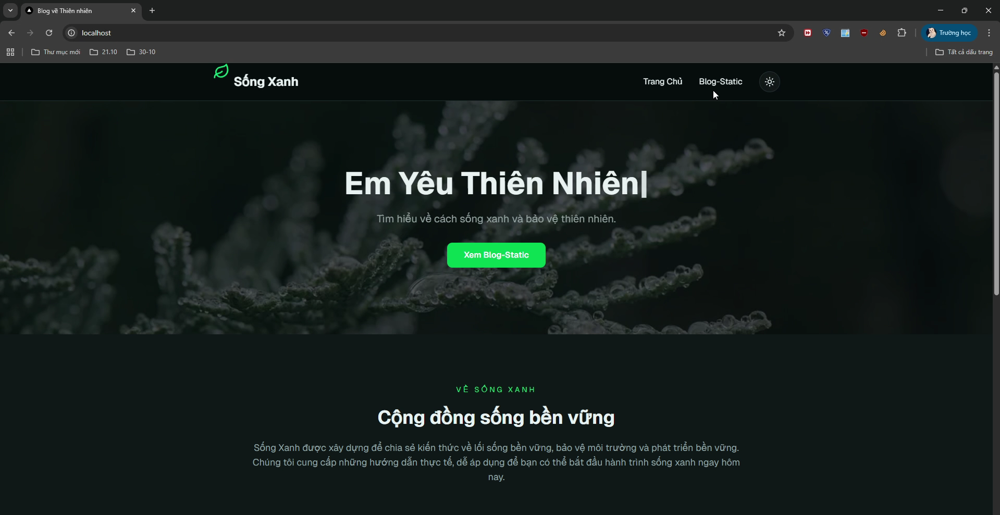 Blog về Thiên nhiên
localhost
Trường học
Thư mục mới
21.10
30-10
Tất cả dấu trang
Sống Xanh
Trang Chủ
Blog-Static
Em Yêu Thiên Nhiên|
Tìm hiểu về cách sống xanh và bảo vệ thiên nhiên.
Xem Blog-Static
VỀ SỐNG XANH
Cộng đồng sống bền vững
Sống Xanh được xây dựng để chia sẻ kiến thức về lối sống bền vững, bảo vệ môi trường và phát triển bền vững.
Chúng tôi cung cấp những hướng dẫn thực tế, dễ áp dụng để bạn có thể bắt đầu hành trình sống xanh ngay hôm
nay.